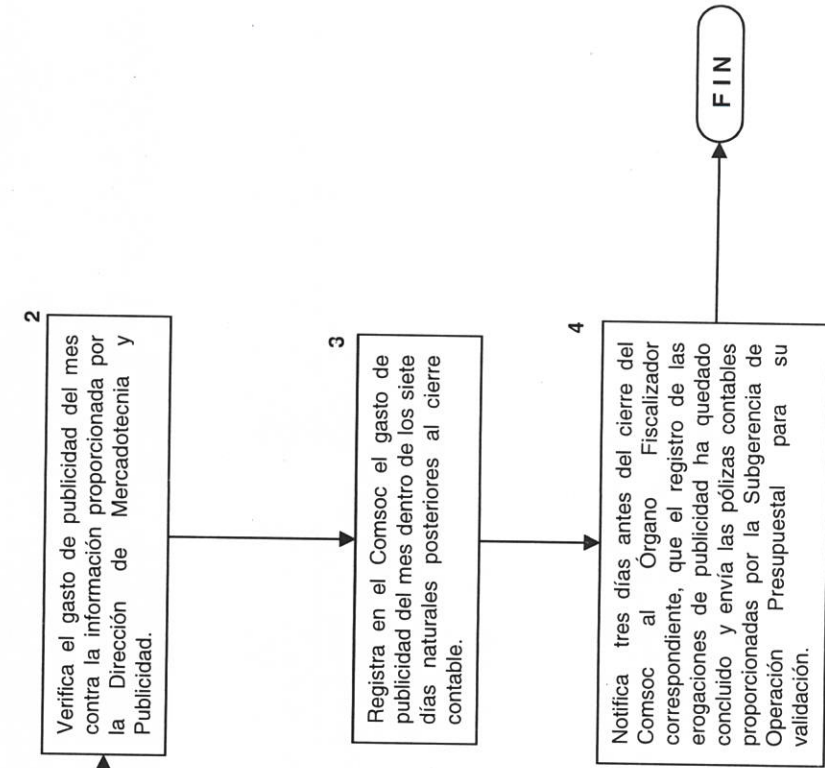 2
Verifica el gasto de publicidad del mes
contra la información proporcionada por
la Dirección de Mercadotecnia y
Publicidad.
3
Registra en el Comsoc el gasto de
publicidad del mes dentro de los siete
días naturales posteriores al cierre
contable.
4
Notifica tres días antes del cierre del
Comsoc al Órgano Fiscalizador
correspondiente, que el registro de las
erogaciones de publicidad ha quedado
concluido y envía las pólizas contables
proporcionadas por la Subgerencia de
Operación Presupuestal para su
validación.
FIN